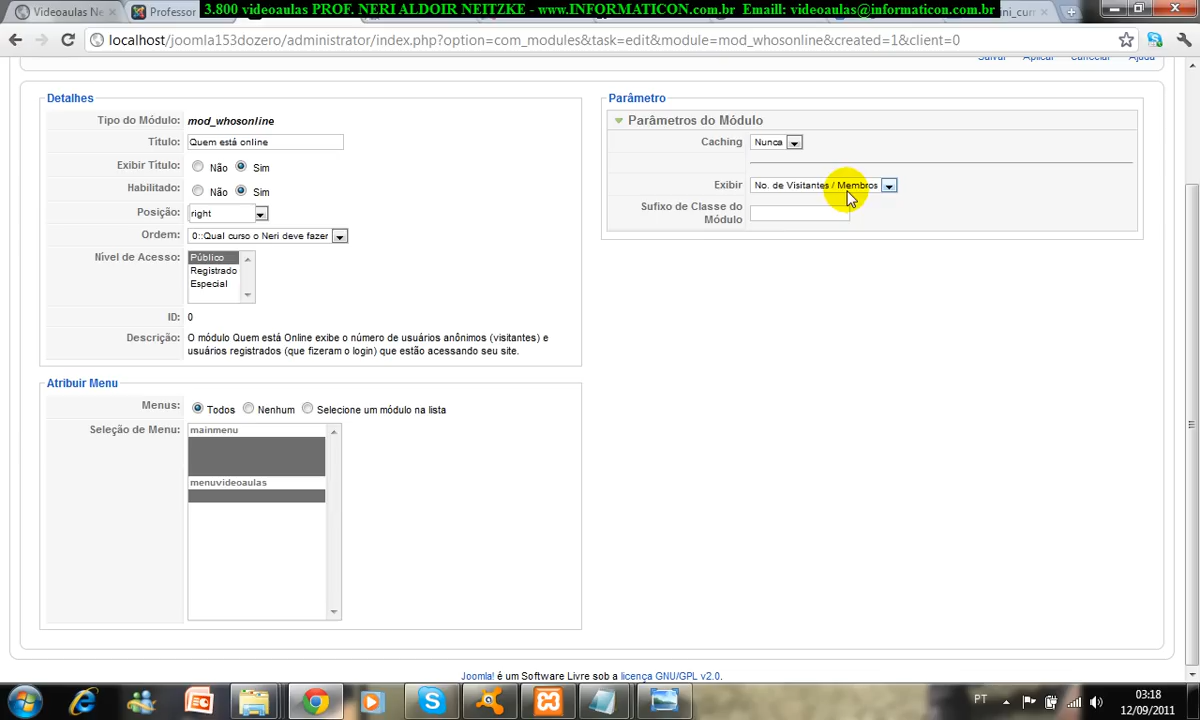 3.800 videoaulas PROF. NERI ALDOIR NEITZKE - www.INFORMATICON.com.br Emaill: videoaulas@informaticon.com.br
Videoaulas Ne
Professor
localhost/joomla153dozero/administrator/index.php?option=com_modules&task=edit&module=mod_whosonline&created=1&client=0
Salvar Aplicar Cancelar Ajuda
Detalhes
Tipo do Módulo: mod_whosonline
Título: Quem está online
Exibir Título: Não Sim
Habilitado: Não Sim
Posição: right
Ordem: 0::Qual curso o Neri deve fazer
Nível de Acesso: Público
Registrado
Especial
ID: 0
Descrição: O módulo Quem está Online exibe o número de usuários anônimos (visitantes) e
usuários registrados (que fizeram o login) que estão acessando seu site.
Atribuir Menu
Menus: Todos Nenhum Selecione um módulo na lista
Seleção de Menu: mainmenu
menuvideoaulas
Parâmetro
Parâmetros do Módulo
Caching Nunca
Exibir No. de Visitantes / Membros
Sufixo de Classe do
Módulo
Joomla! é um Software Livre sob a licença GNU/GPL v2.0.
PT
03:18
12/09/2011